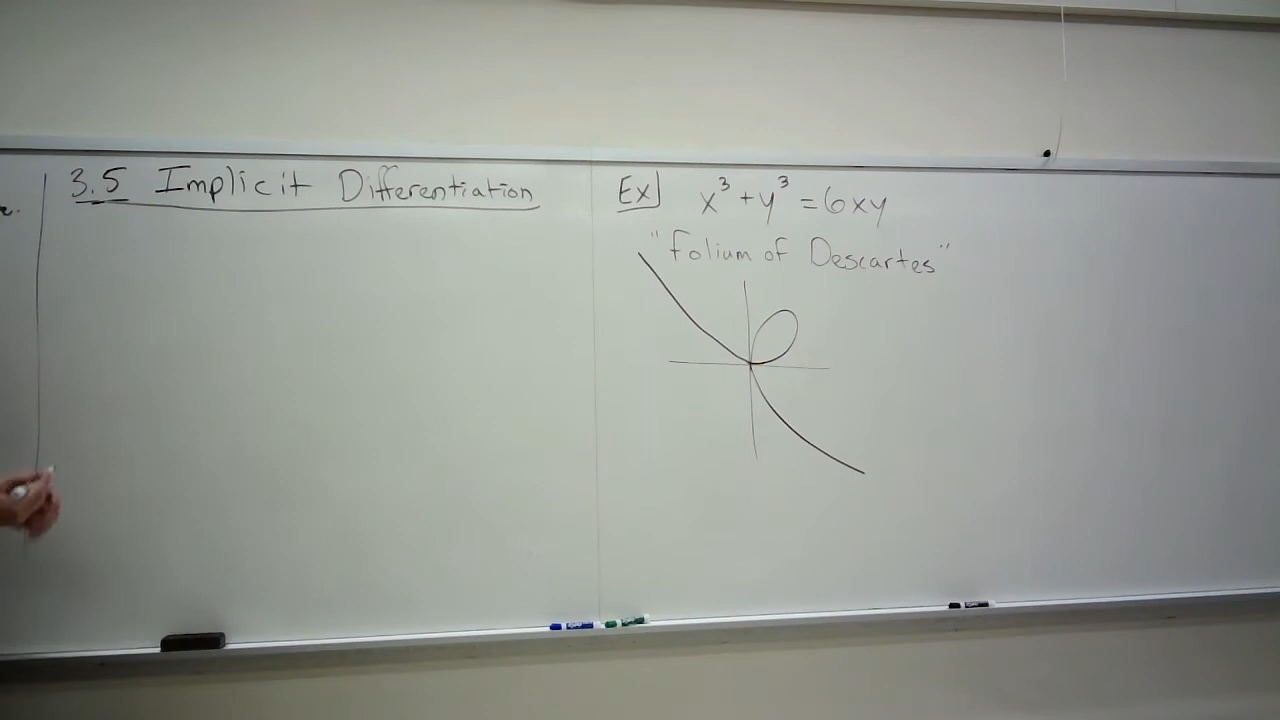 3.5 Implicit Differentiation
Ex] x³ + y³ = 6xy
"Folium of Descartes"